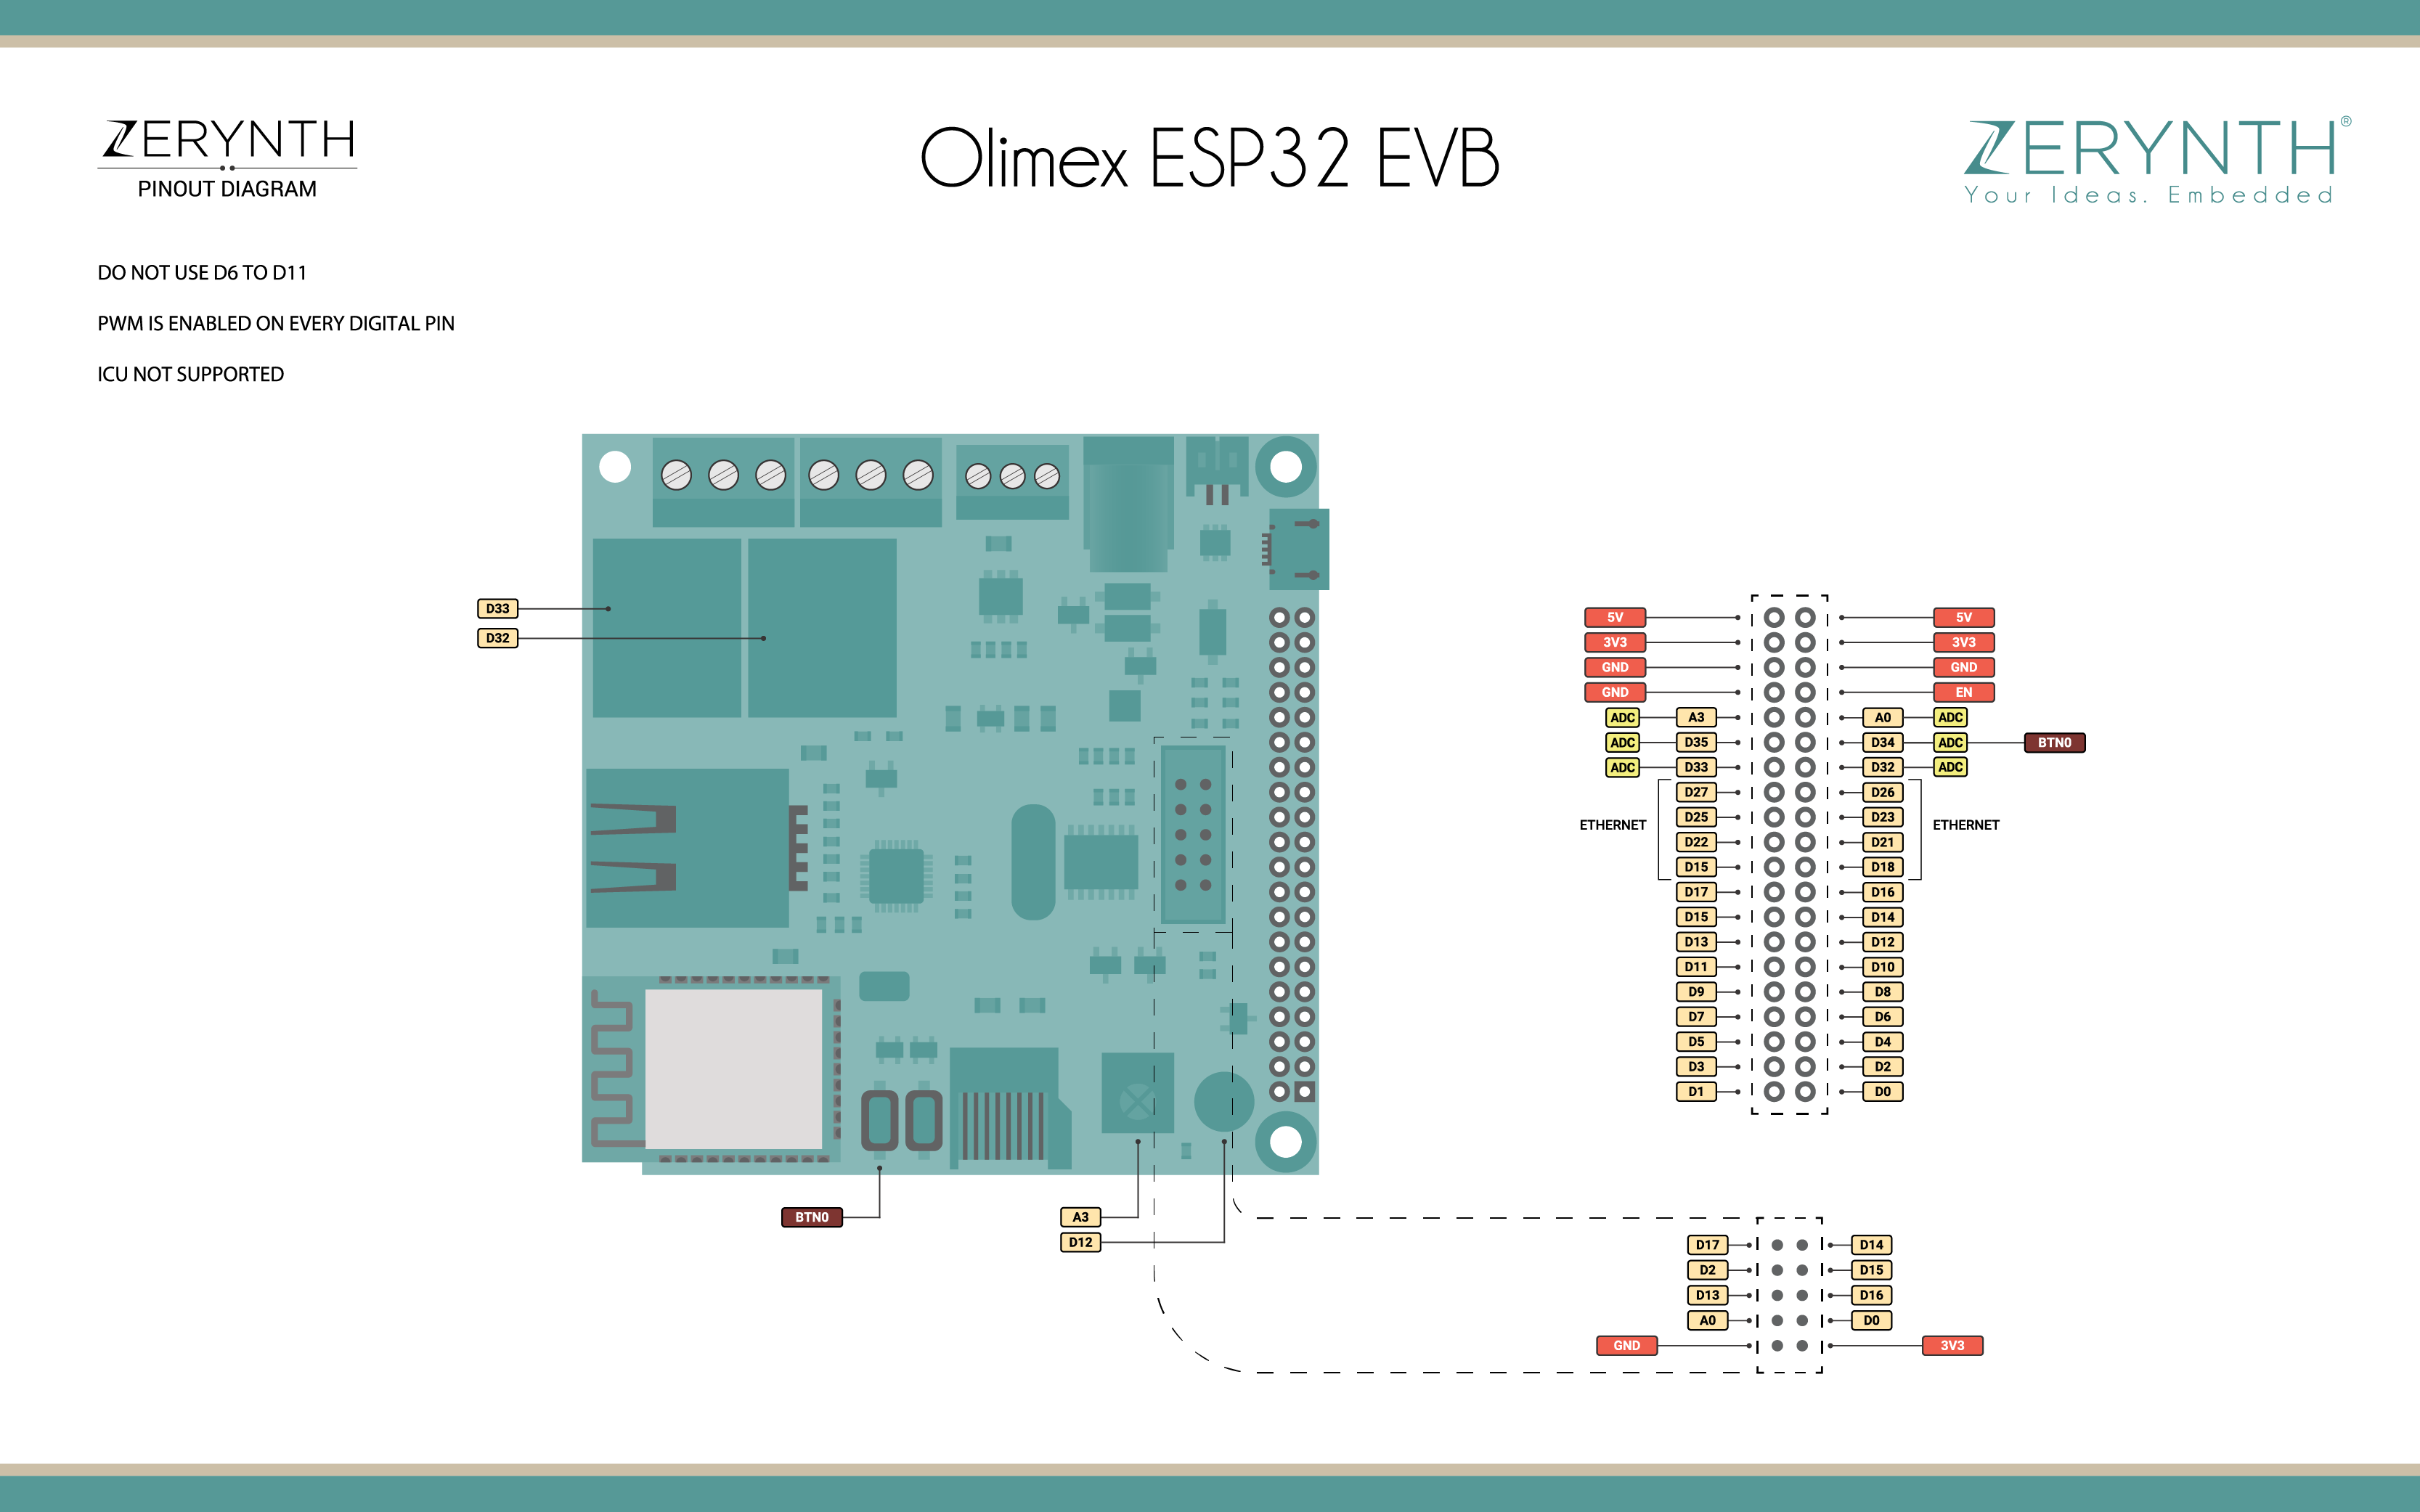 ZERYNTH
PINOUT DIAGRAM
Olimex ESP32 EVB
ZERYNTH®
Your Ideas. Embedded
DO NOT USE D6 TO D11
PWM IS ENABLED ON EVERY DIGITAL PIN
ICU NOT SUPPORTED
D33
D32
BTN0
A3
D12
5V 5V
3V3 3V3
GND GND
GND EN
ADC A3 A0 ADC
ADC D35 D34 ADC BTN0
ADC D33 D32 ADC
D27 D26
D25 D23
ETHERNET ETHERNET
D22 D21
D15 D18
D17 D16
D15 D14
D13 D12
D11 D10
D9 D8
D7 D6
D5 D4
D3 D2
D1 D0
D17 D14
D2 D15
D13 D16
A0 D0
GND 3V3